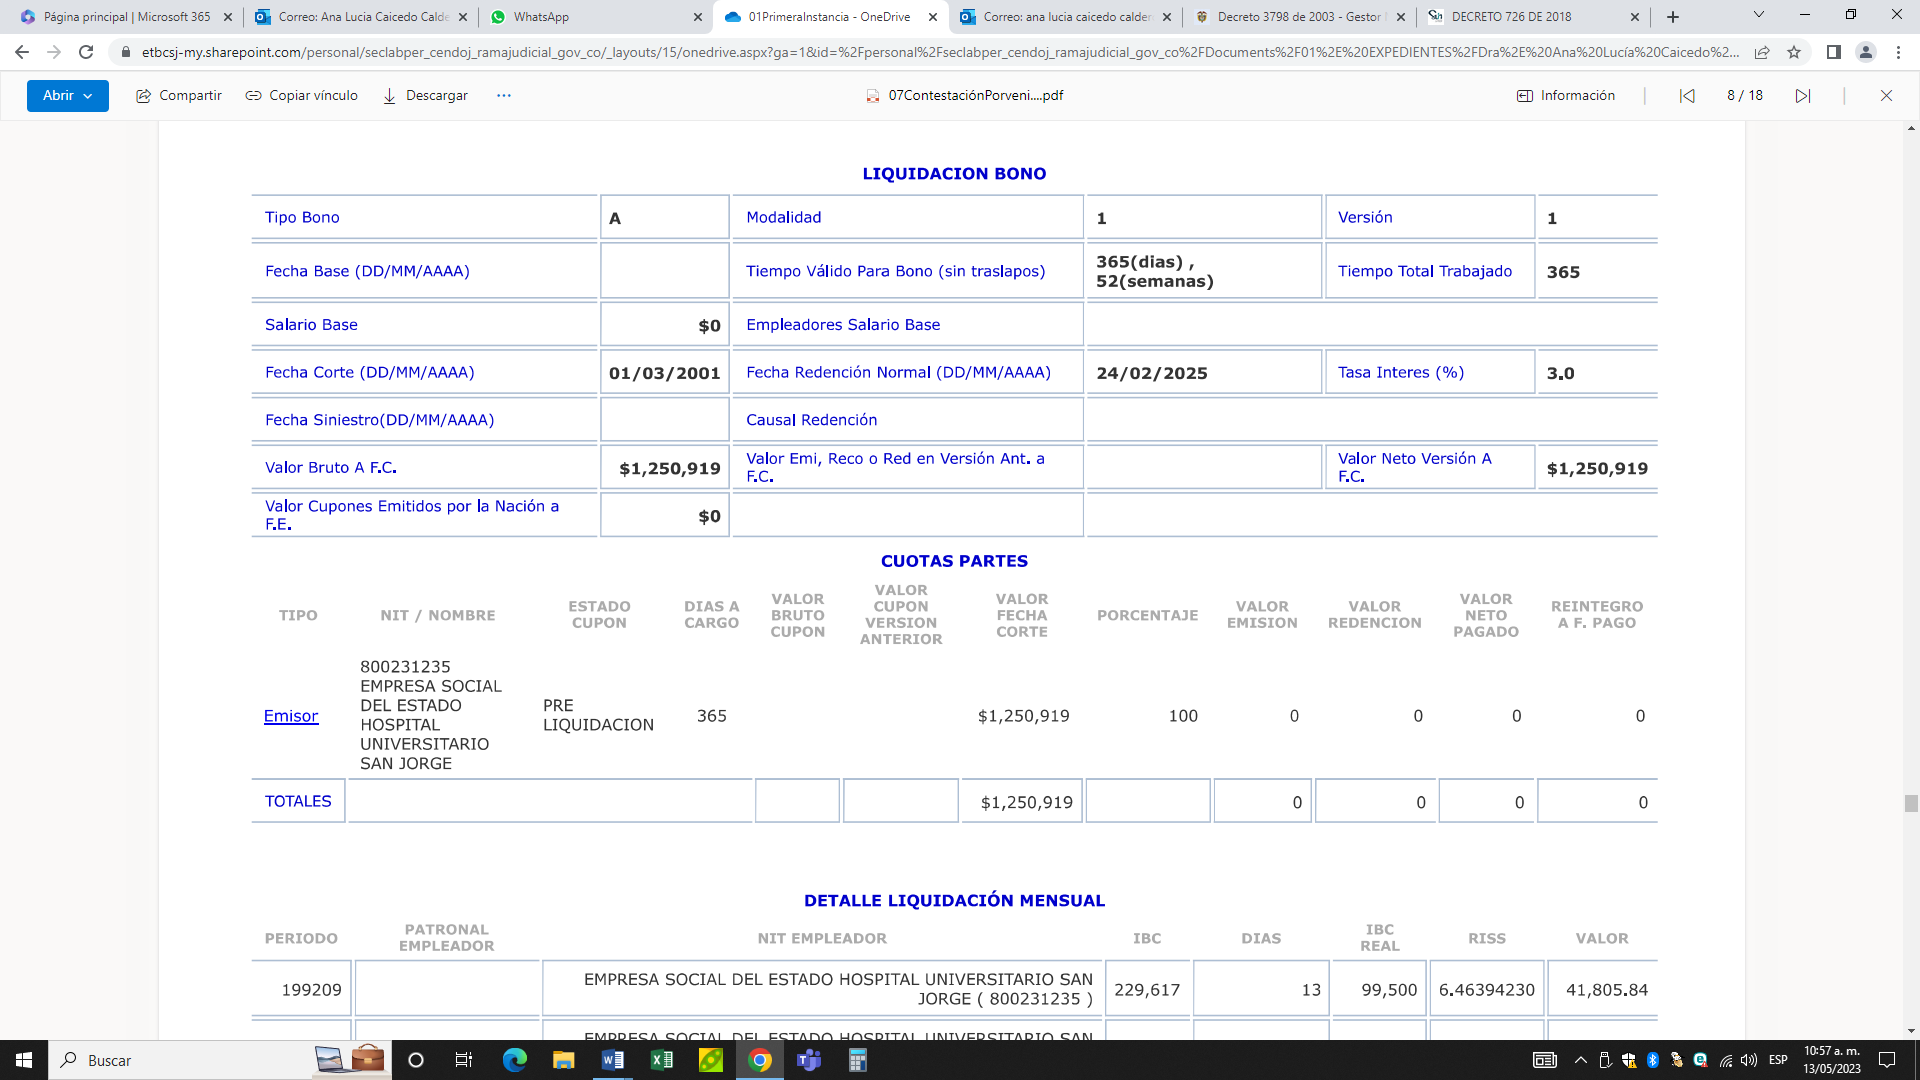 Página principal | Microsoft 365
Correo: Ana Lucia Caicedo Calde
WhatsApp
01PrimeraInstancia - OneDrive
Correo: ana lucia caicedo calder
Decreto 3798 de 2003 - Gestor
DECRETO 726 DE 2018
etbcsj-my.sharepoint.com/personal/seclabper_cendoj_ramajudicial_gov_co/_layouts/15/onedrive.aspx?ga=1&id=%2Fpersonal%2Fseclabper_cendoj_ramajudicial_gov_co%2FDocuments%2F01%2E%20EXPEDIENTES%2FDra%2E%20Ana%20Lucía%20Caicedo%2...
Abrir
Compartir
Copiar vínculo
Descargar
...
07ContestaciónPorveni....pdf
Información
8 / 18
LIQUIDACION BONO
Tipo Bono A Modalidad 1 Versión 1
Fecha Base (DD/MM/AAAA) Tiempo Válido Para Bono (sin traslapos) 365(dias) , 52(semanas) Tiempo Total Trabajado 365
Salario Base $0 Empleadores Salario Base
Fecha Corte (DD/MM/AAAA) 01/03/2001 Fecha Redención Normal (DD/MM/AAAA) 24/02/2025 Tasa Interes (%) 3.0
Fecha Siniestro(DD/MM/AAAA) Causal Redención
Valor Bruto A F.C. $1,250,919 Valor Emi, Reco o Red en Versión Ant. a F.C. Valor Neto Versión A F.C. $1,250,919
Valor Cupones Emitidos por la Nación a F.E. $0
CUOTAS PARTES
TIPO NIT / NOMBRE ESTADO CUPON DIAS A CARGO VALOR BRUTO CUPON VALOR CUPON VERSION ANTERIOR VALOR FECHA CORTE PORCENTAJE VALOR EMISION VALOR REDENCION VALOR NETO PAGADO REINTEGRO A F. PAGO
Emisor
800231235
EMPRESA SOCIAL
DEL ESTADO
HOSPITAL
UNIVERSITARIO
SAN JORGE
PRE
LIQUIDACION
365 $1,250,919 100 0 0 0 0
TOTALES $1,250,919 0 0 0 0
DETALLE LIQUIDACIÓN MENSUAL
PERIODO PATRONAL EMPLEADOR NIT EMPLEADOR IBC DIAS IBC REAL RISS VALOR
199209 EMPRESA SOCIAL DEL ESTADO HOSPITAL UNIVERSITARIO SAN JORGE ( 800231235 ) 229,617 13 99,500 6.46394230 41,805.84
EMPRESA SOCIAL DEL ESTADO HOSPITAL UNIVERSITARIO SAN
Buscar
ESP
10:57 a. m.
13/05/2023